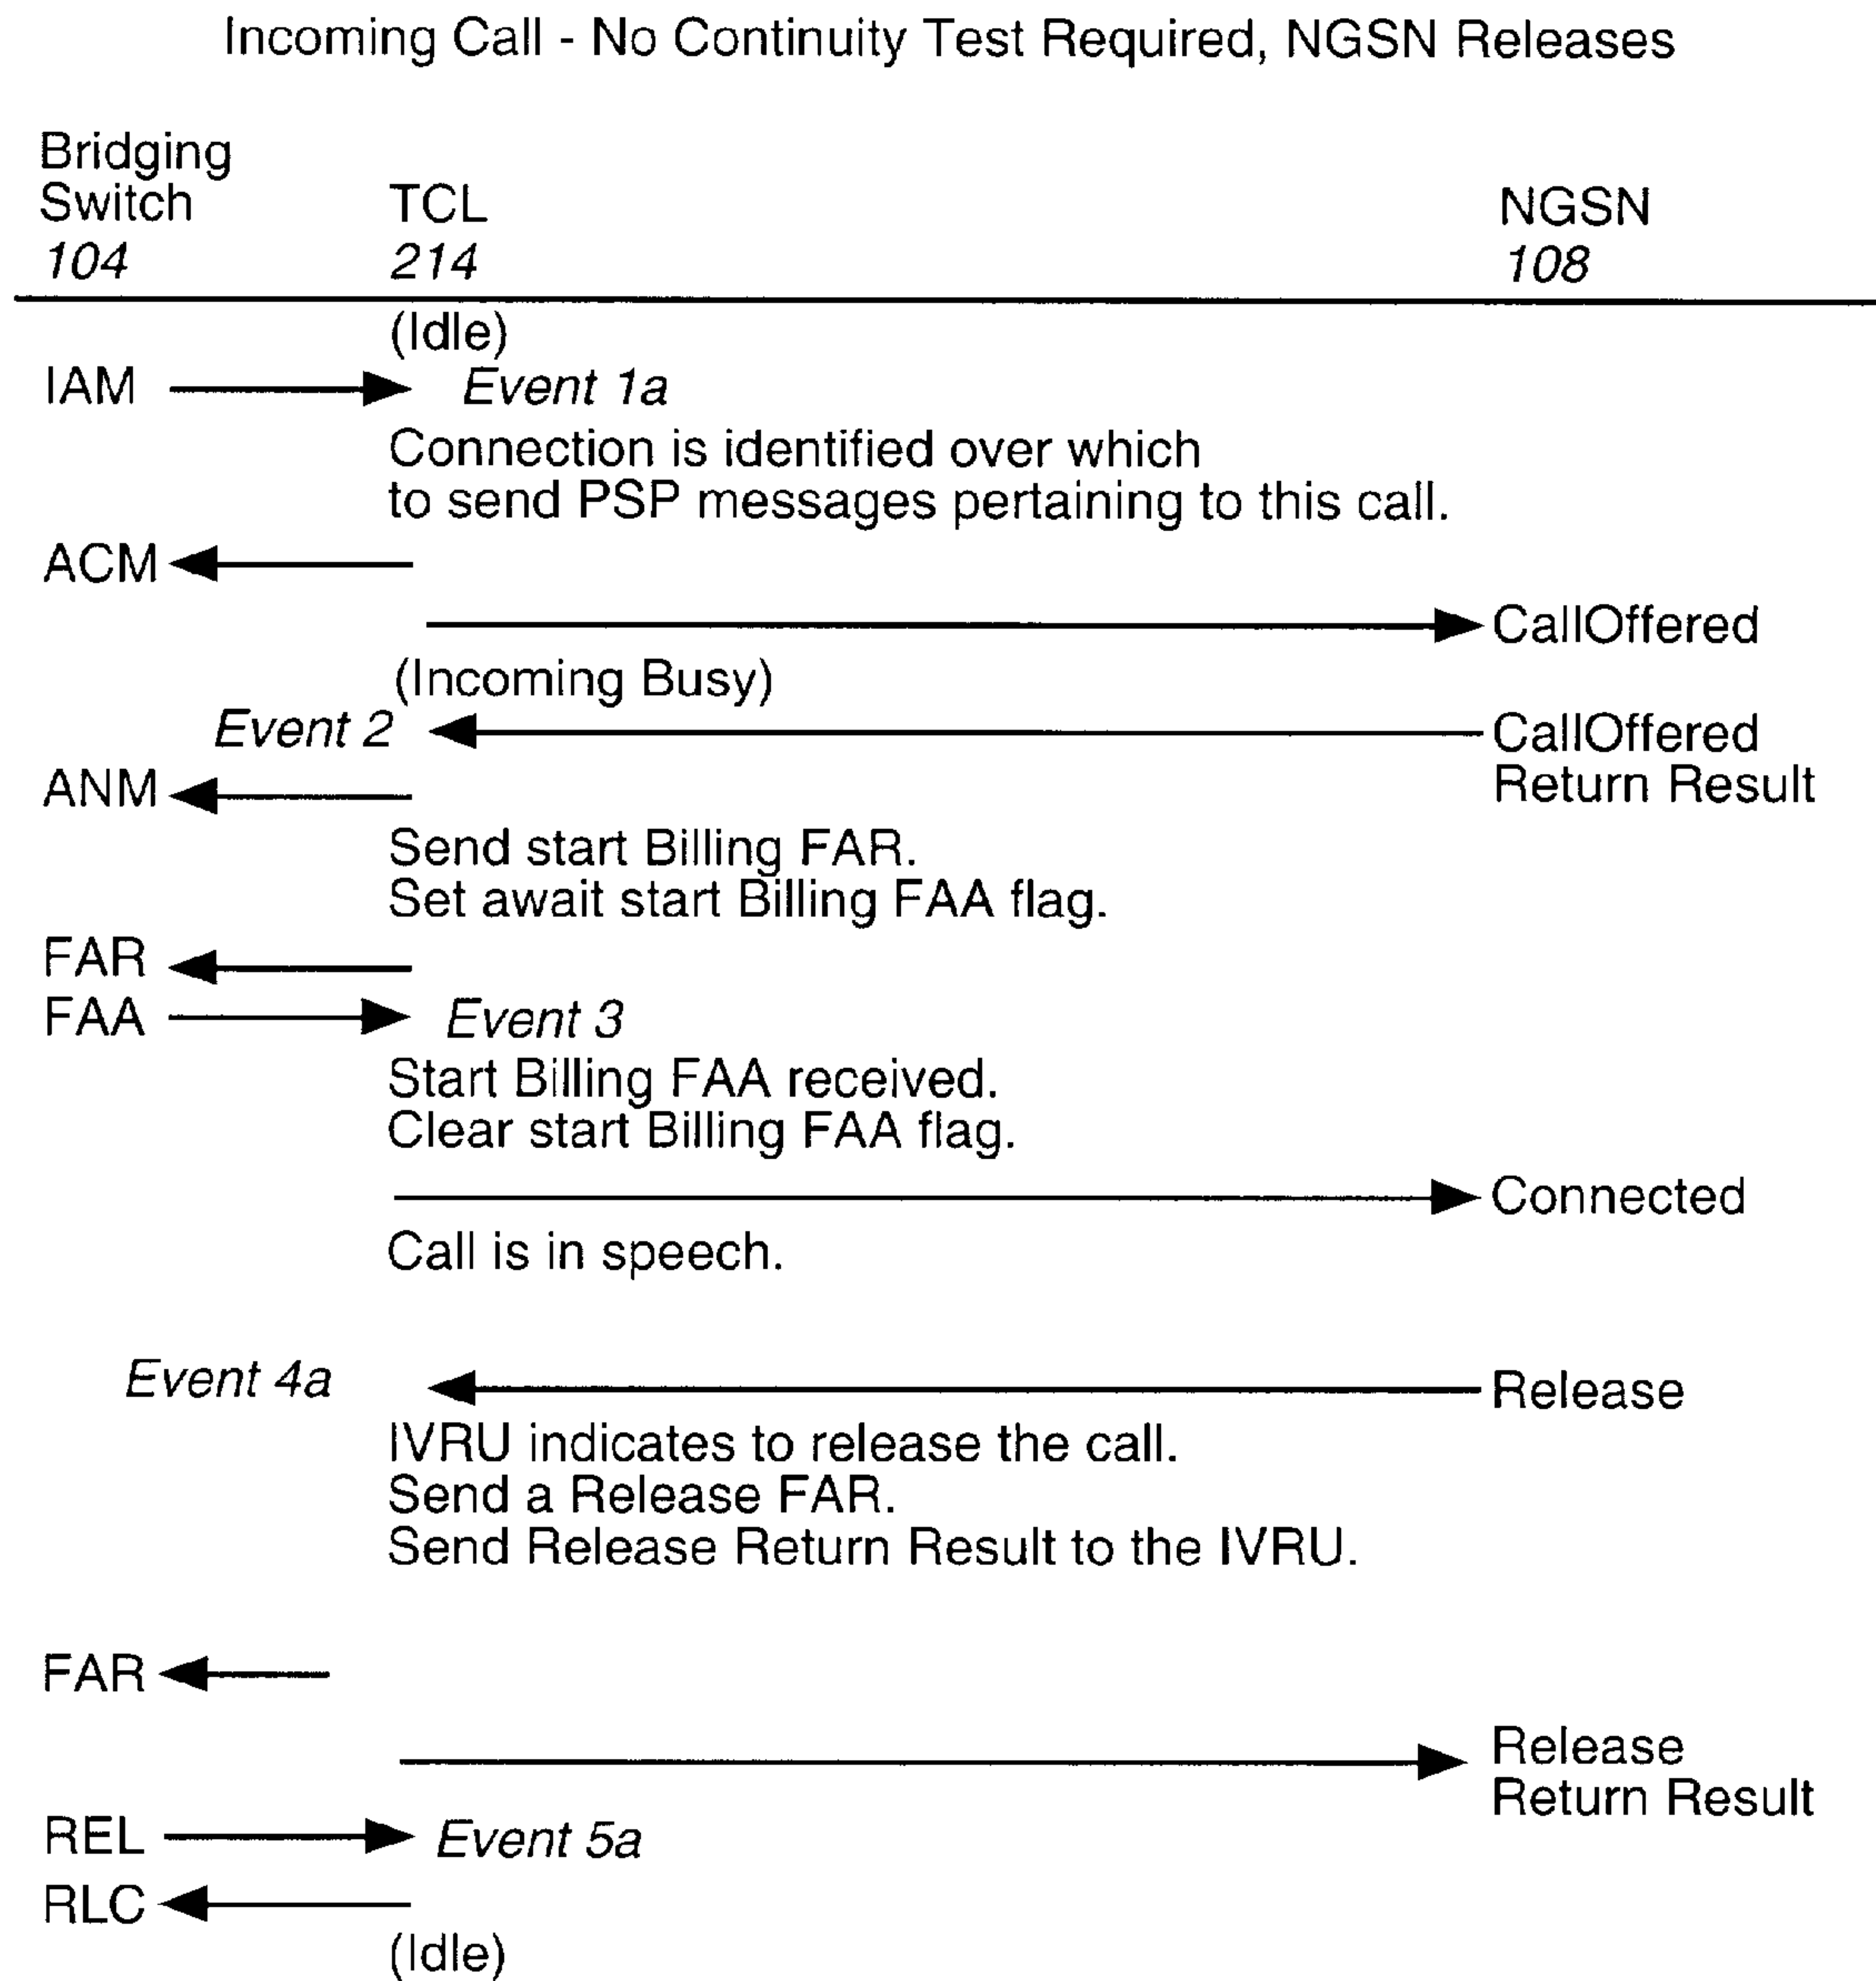 Incoming Call - No Continuity Test Required, NGSN Releases
Bridging
Switch TCL NGSN
104 214 108
(Idle)
IAM Event 1a
Connection is identified over which
to send PSP messages pertaining to this call.
ACM
CallOffered
(Incoming Busy)
Event 2 CallOffered
ANM Return Result
Send start Billing FAR.
Set await start Billing FAA flag.
FAR
FAA Event 3
Start Billing FAA received.
Clear start Billing FAA flag.
Connected
Call is in speech.
Event 4a Release
IVRU indicates to release the call.
Send a Release FAR.
Send Release Return Result to the IVRU.
FAR
Release
Return Result
REL Event 5a
RLC
(Idle)